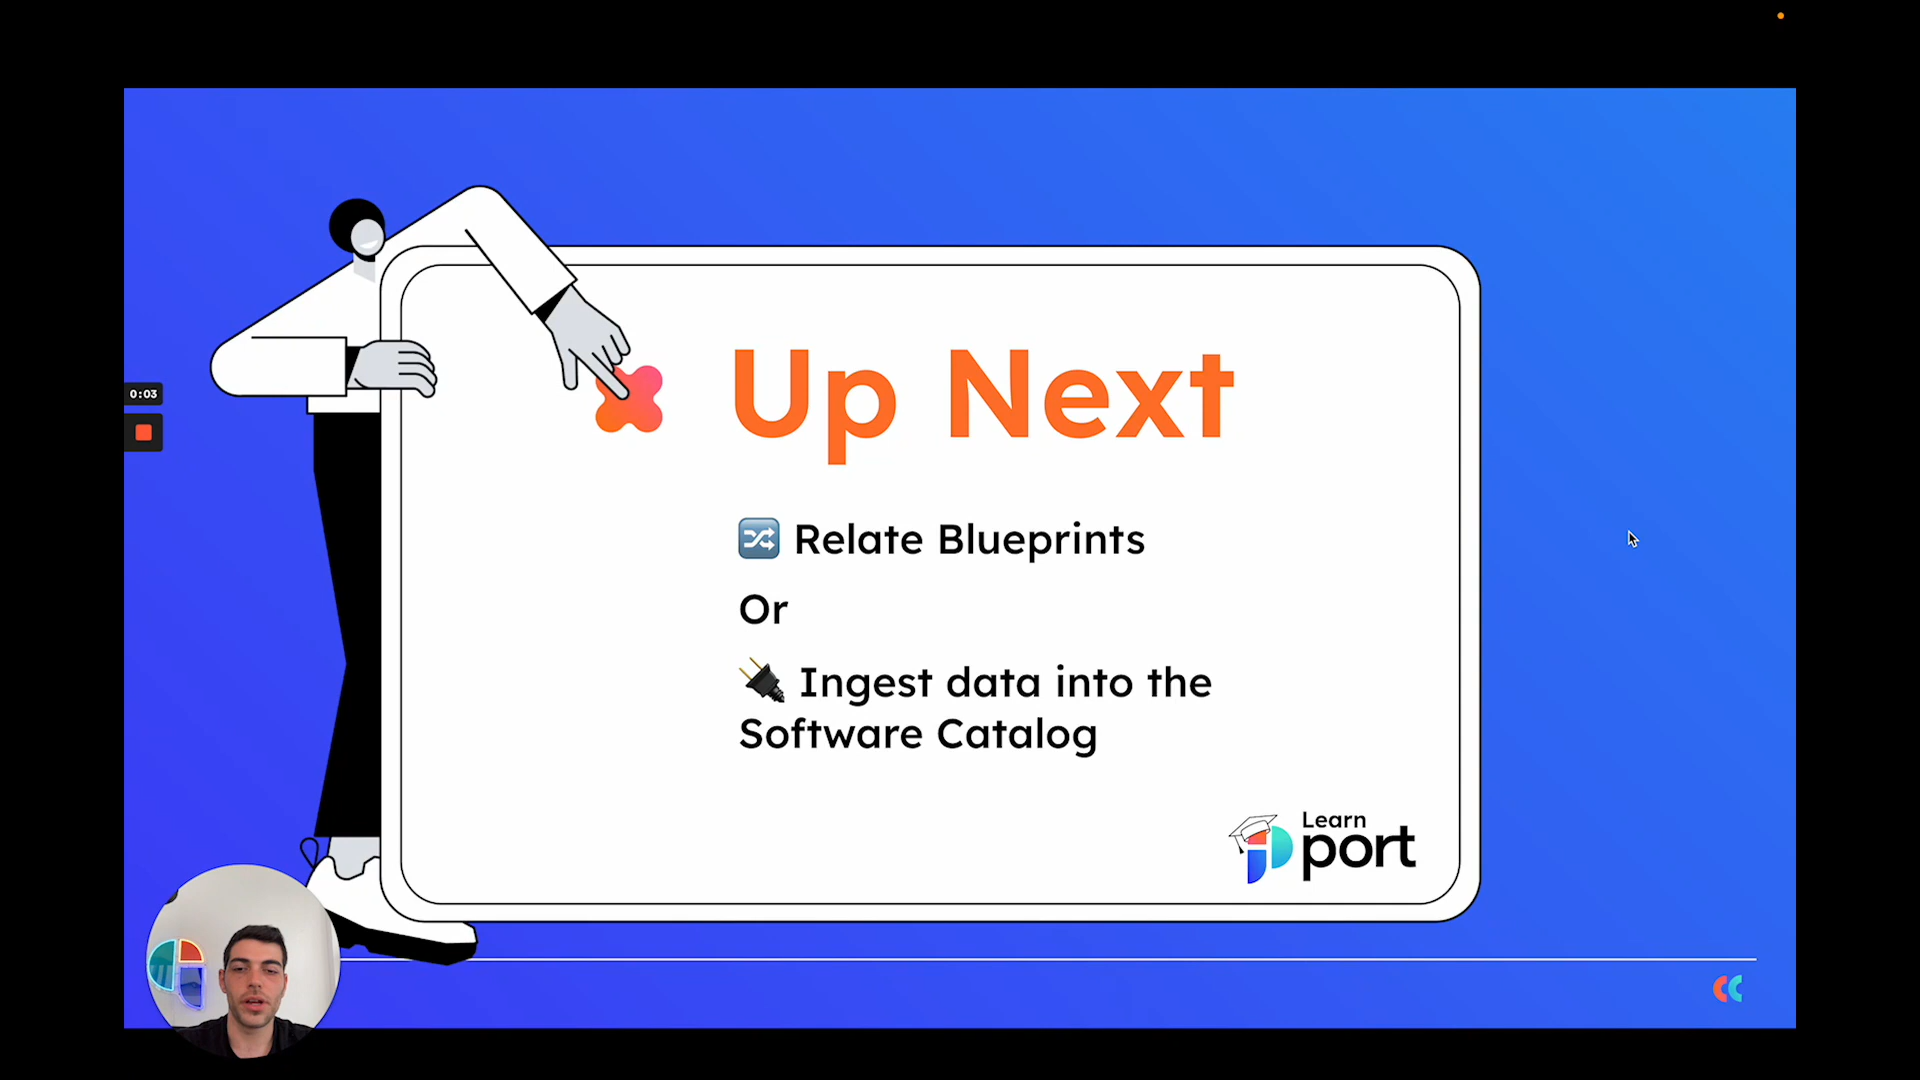 0:03
Up Next
🔀 Relate Blueprints
Or
🔌 Ingest data into the
Software Catalog
Learn
port